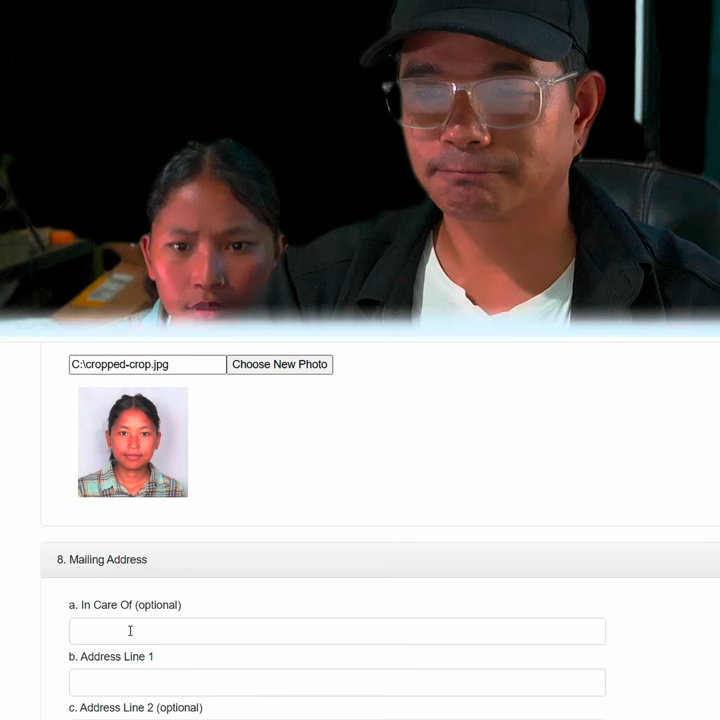 C:\cropped-crop.jpg Choose New Photo
8. Mailing Address
a. In Care Of (optional)
b. Address Line 1
c. Address Line 2 (optional)